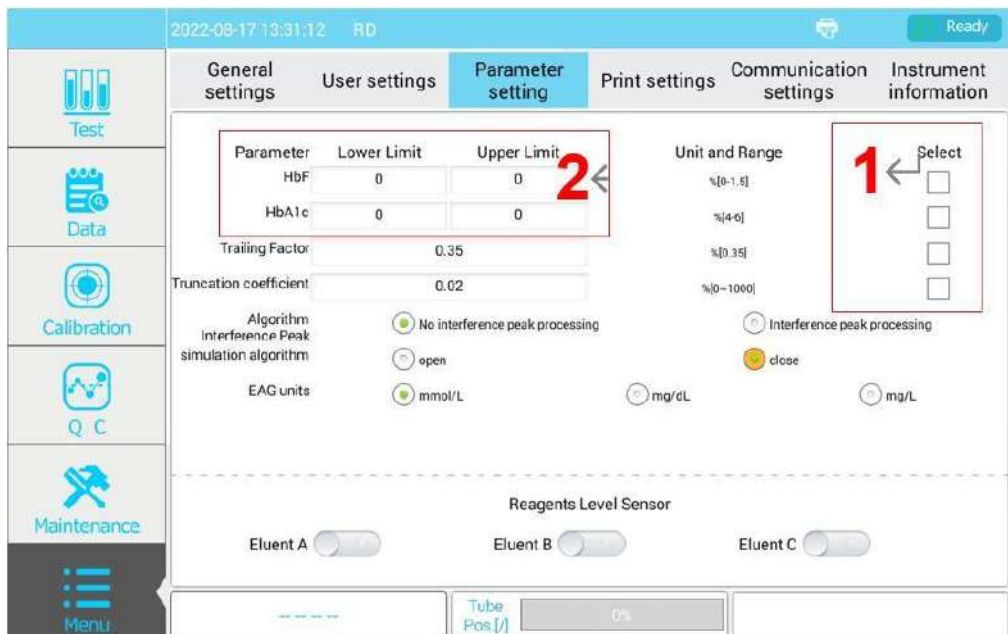 2022-08-17 13:31:12 RD Ready
General settings User settings Parameter setting Print settings Communication settings Instrument information
Test
Data
Calibration
Q C
Maintenance
Menu
Parameter Lower Limit Upper Limit Unit and Range Select
2 1
HbF 0 0 %[0-1.5]
HbA1c 0 0 %[4-6]
Trailing Factor 0.35 %[0.35]
Truncation coefficient 0.02 %[0~1000]
Algorithm
Interference Peak No interference peak processing Interference peak processing
simulation algorithm open close
EAG units mmol/L mg/dL mg/L
Reagents Level Sensor
Eluent A Eluent B Eluent C
-- -- -- -- Tube Pos.[/] 0%